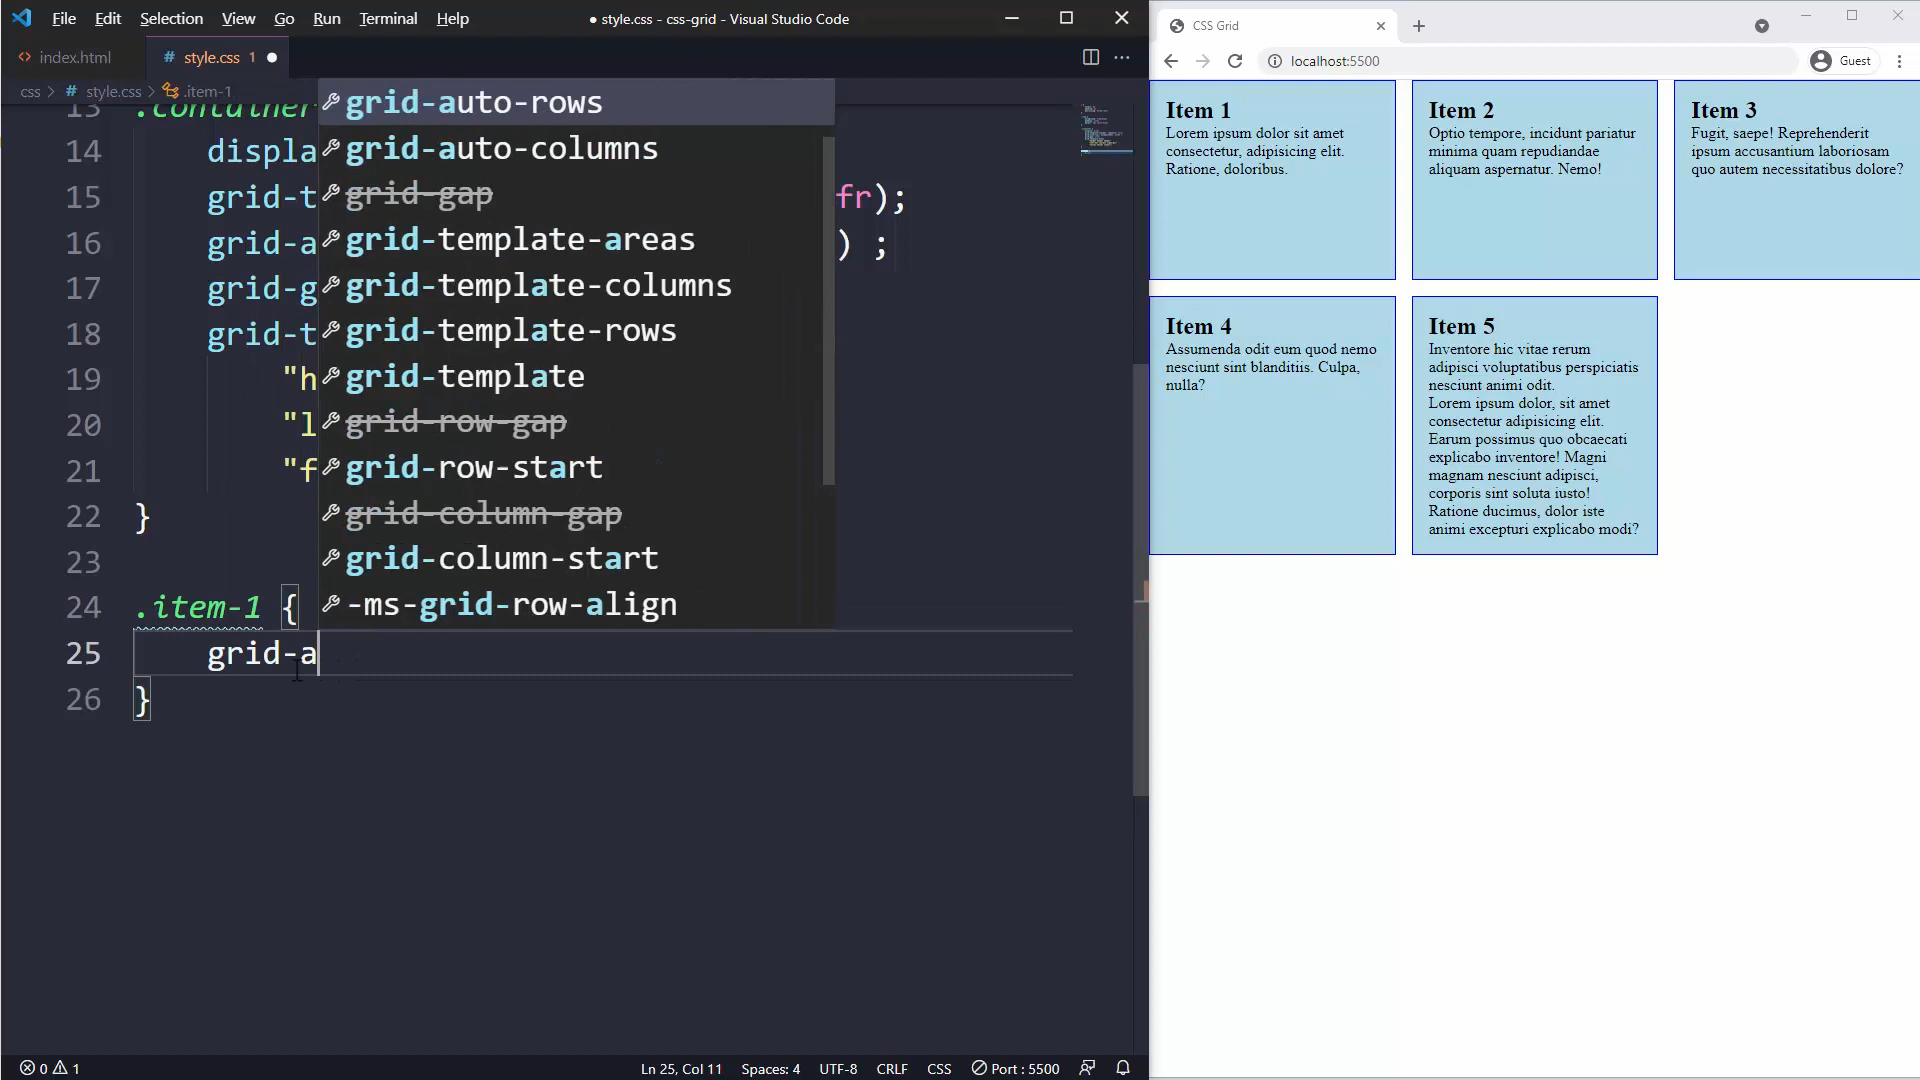 File Edit Selection View Go Run Terminal Help
● style.css - css-grid - Visual Studio Code
index.html
# style.css 1 ●
css > # style.css > .item-1
13 .container
14 displa
15 grid-t fr);
16 grid-a ) ;
17 grid-g
18 grid-t
19 "h
20 "l
21 "f
22 }
23
24 .item-1 {
25 grid-a
26 }
grid-auto-rows
grid-auto-columns
grid-gap
grid-template-areas
grid-template-columns
grid-template-rows
grid-template
grid-row-gap
grid-row-start
grid-column-gap
grid-column-start
-ms-grid-row-align
0 1
Ln 25, Col 11 Spaces: 4 UTF-8 CRLF CSS Port : 5500
CSS Grid
localhost:5500
Guest
Item 1
Lorem ipsum dolor sit amet
consectetur, adipisicing elit.
Ratione, doloribus.
Item 2
Optio tempore, incidunt pariatur
minima quam repudiandae
aliquam aspernatur. Nemo!
Item 3
Fugit, saepe! Reprehenderit
ipsum accusantium laboriosam
quo autem necessitatibus dolore?
Item 4
Assumenda odit eum quod nemo
nesciunt sint blanditiis. Culpa,
nulla?
Item 5
Inventore hic vitae rerum
adipisci voluptatibus perspiciatis
nesciunt animi odit.
Lorem ipsum dolor, sit amet
consectetur adipisicing elit.
Earum possimus quo obcaecati
explicabo inventore! Magni
magnam nesciunt adipisci,
corporis sint soluta iusto!
Ratione ducimus, dolor iste
animi excepturi explicabo modi?